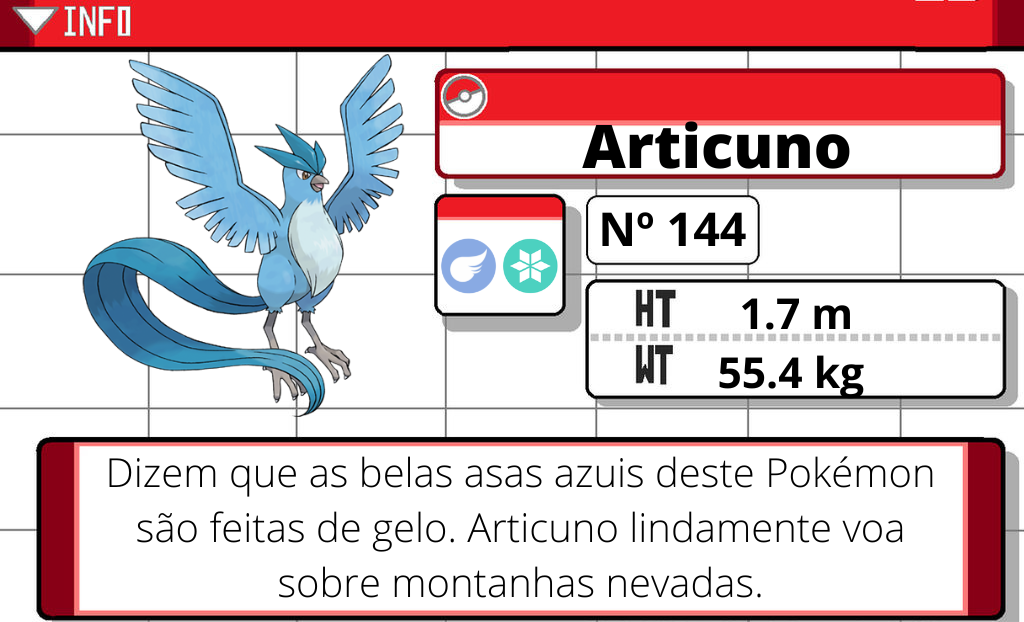 INFO
Articuno
Nº 144
HT 1.7 m
WT 55.4 kg
Dizem que as belas asas azuis deste Pokémon
são feitas de gelo. Articuno lindamente voa
sobre montanhas nevadas.